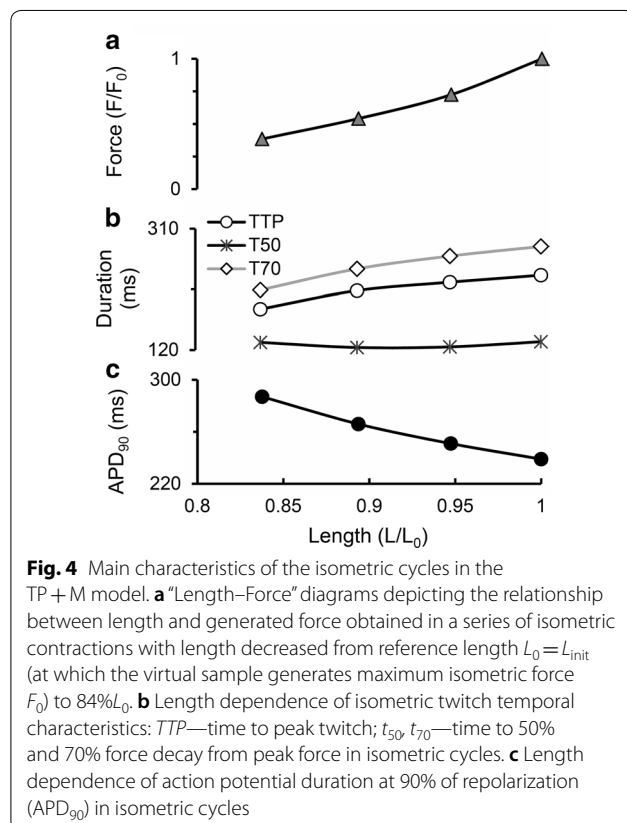 a
Force (F/F₀)
1
0
b
Duration
(ms)
310
120
TTP
T50
T70
c
APD₉₀ (ms)
300
220
0.8 0.85 0.9 0.95 1
Length (L/L₀)
Fig. 4 Main characteristics of the isometric cycles in the
TP + M model. a “Length–Force” diagrams depicting the relationship
between length and generated force obtained in a series of isometric
contractions with length decreased from reference length L₀ = L_init
(at which the virtual sample generates maximum isometric force
F₀) to 84%L₀. b Length dependence of isometric twitch temporal
characteristics: TTP—time to peak twitch; t₅₀, t₇₀—time to 50%
and 70% force decay from peak force in isometric cycles. c Length
dependence of action potential duration at 90% of repolarization
(APD₉₀) in isometric cycles